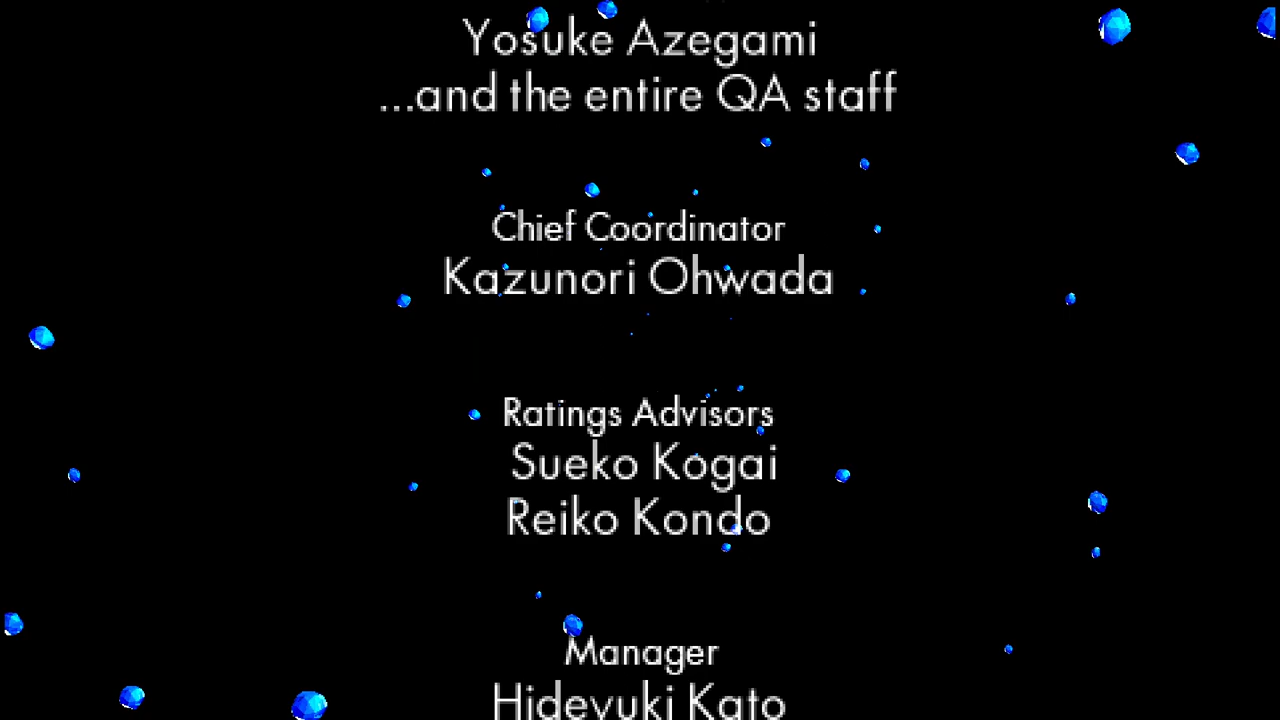 Yosuke Azegami
...and the entire QA staff
Chief Coordinator
Kazunori Ohwada
Ratings Advisors
Sueko Kogai
Reiko Kondo
Manager
Hideyuki Kato